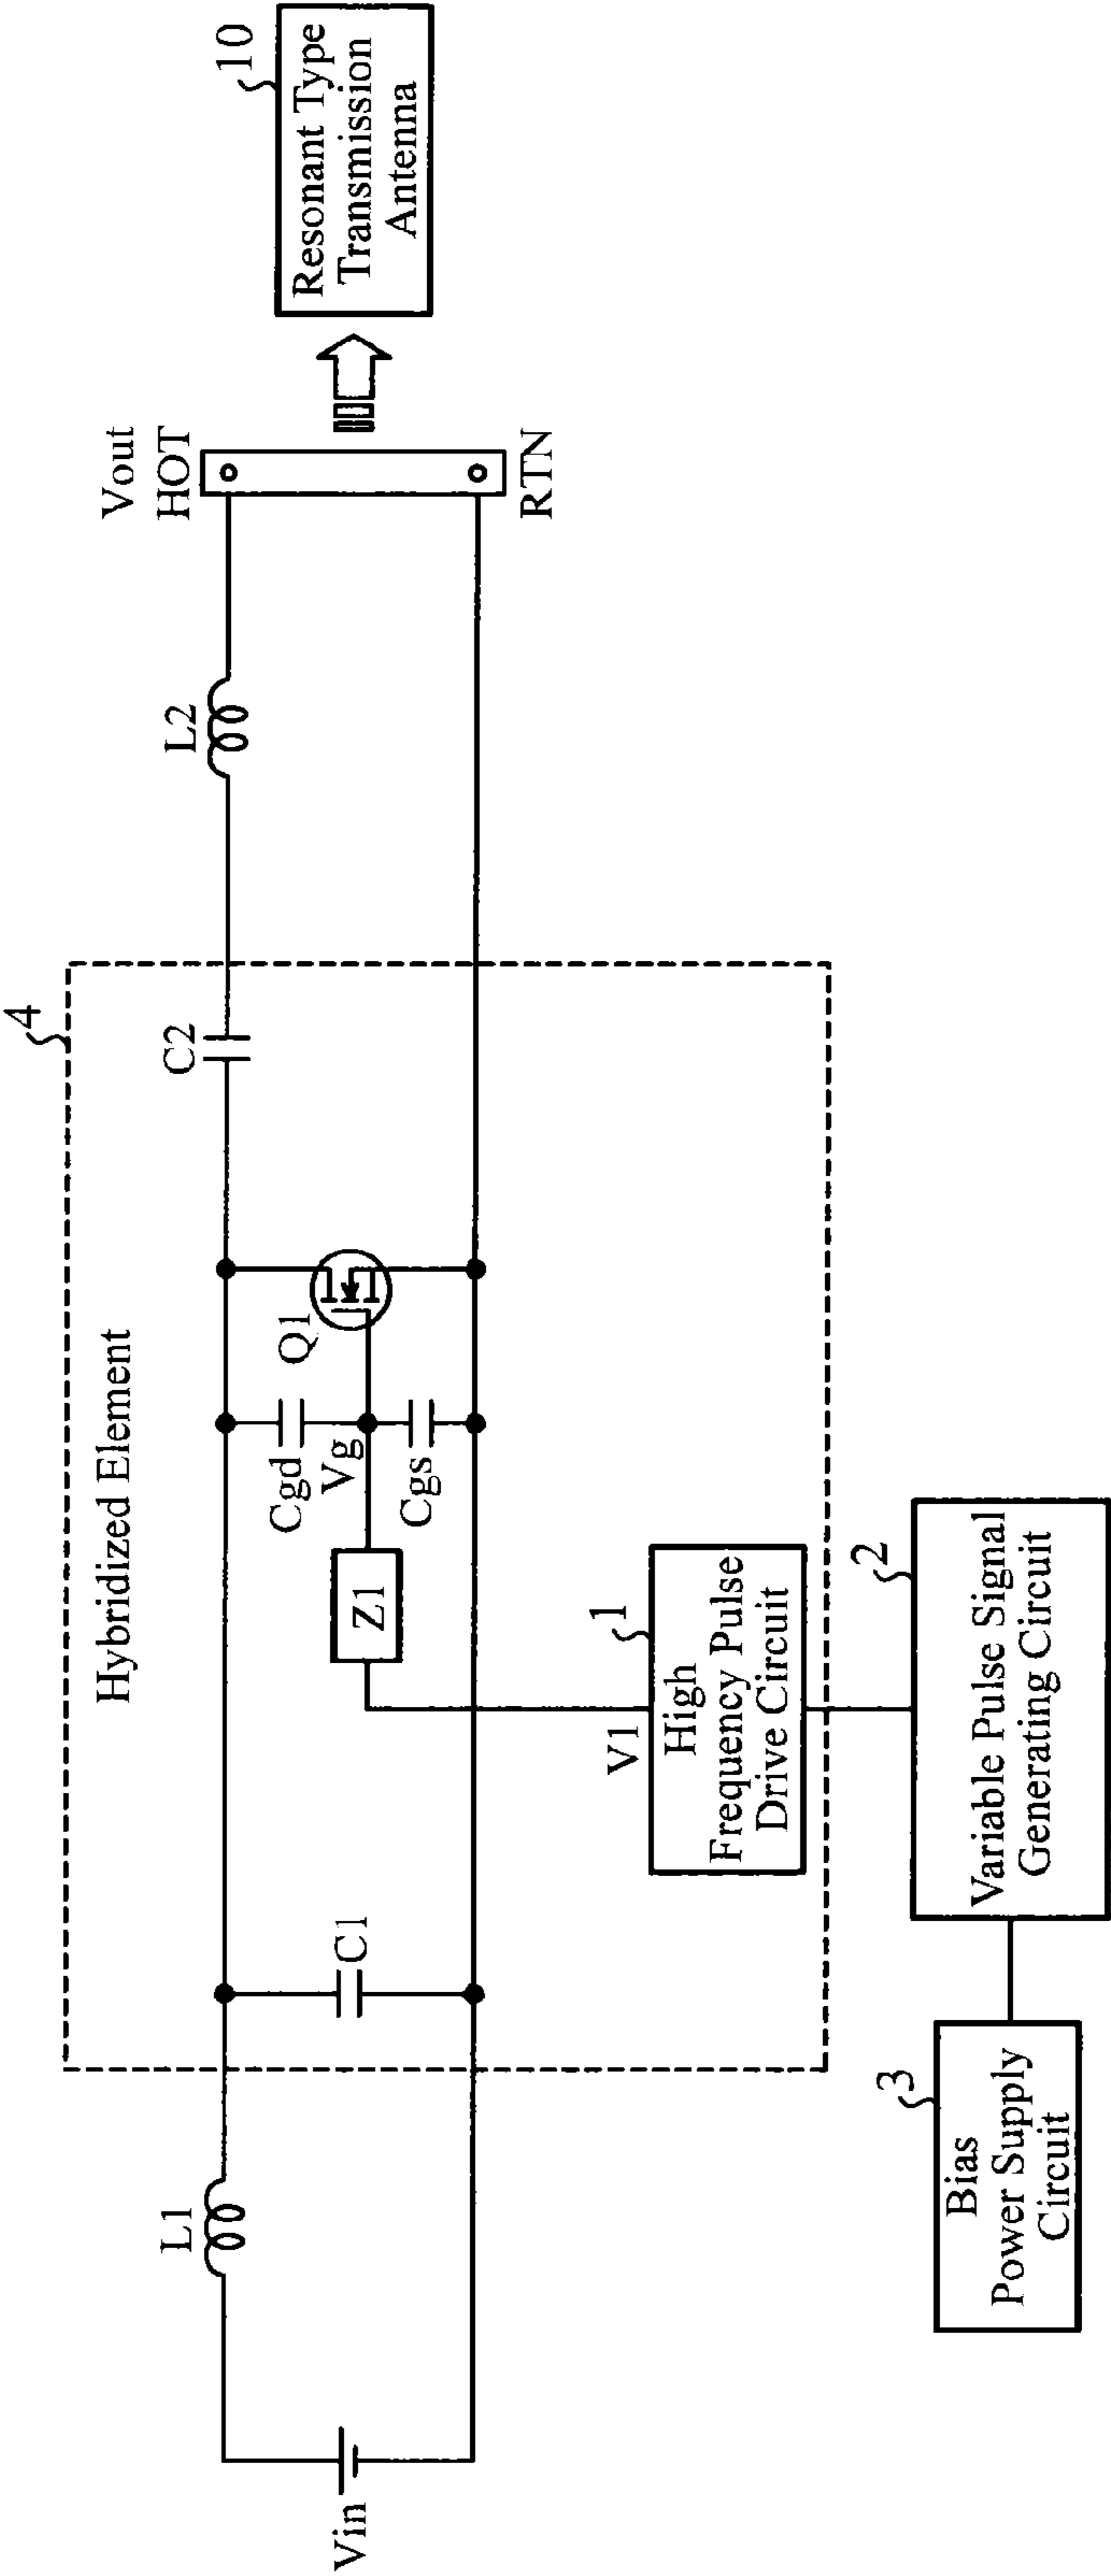 4
Hybridized Element
Vin
L1
C1
Z1
Cgd
Vg
Cgs
Q1
C2
L2
Vout
HOT
RTN
10
Resonant Type
Transmission
Antenna
V1
1
High
Frequency Pulse
Drive Circuit
3
Bias
Power Supply
Circuit
2
Variable Pulse Signal
Generating Circuit